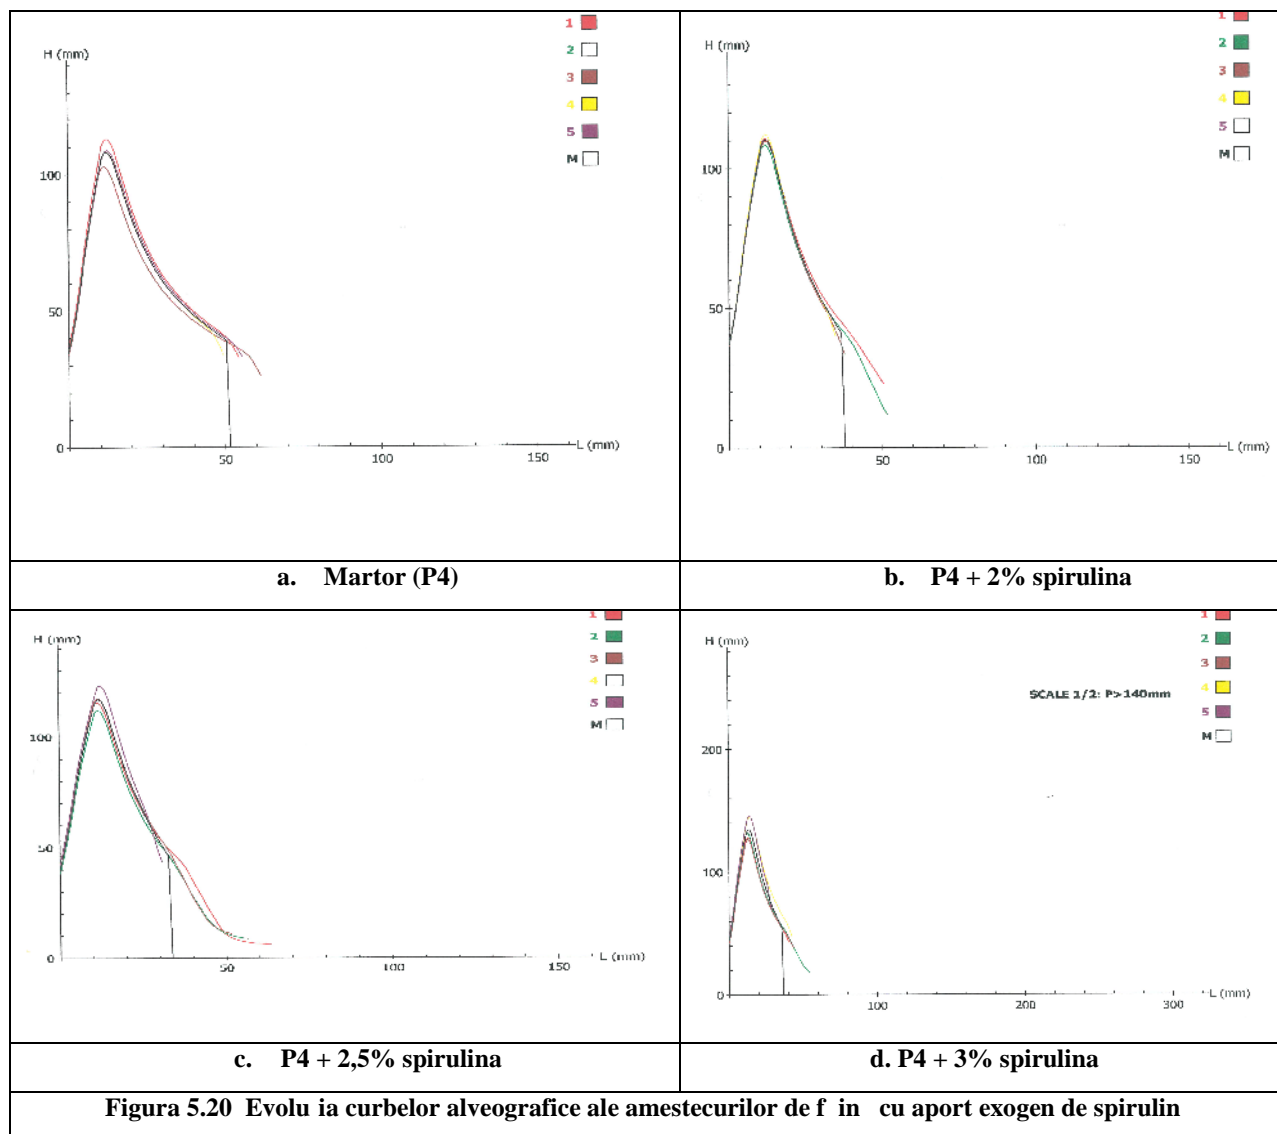 H (mm)
1
2
3
4
5
M
100
50
0
50
100
150
L (mm)
a. Martor (P4)
H (mm)
1
2
3
4
5
M
100
50
0
50
100
150
L (mm)
b. P4 + 2% spirulina
H (mm)
1
2
3
4
5
M
100
50
0
50
100
150
L (mm)
c. P4 + 2,5% spirulina
H (mm)
1
2
3
4
5
M
SCALE 1/2: P>140mm
200
100
0
100
200
300
L (mm)
d. P4 + 3% spirulina
Figura 5.20 Evolu ia curbelor alveografice ale amestecurilor de f in cu aport exogen de spirulin